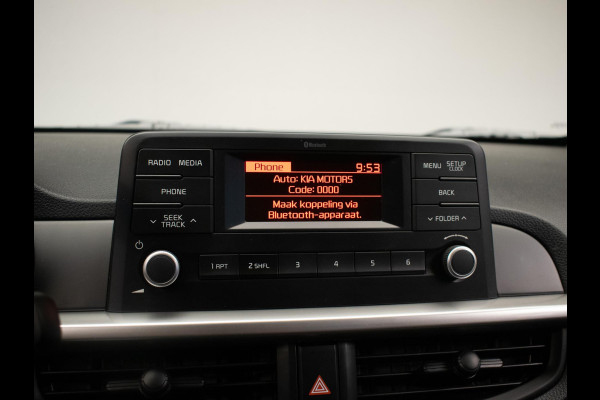 Bluetooth
RADIO MEDIA
PHONE
SEEK
TRACK
Phone 9:53
Auto: KIA MOTORS
Code: 0000
Maak koppeling via
Bluetooth-apparaat.
MENU SETUP
CLOCK
BACK
FOLDER
1 RPT 2 SHFL 3 4 5 6